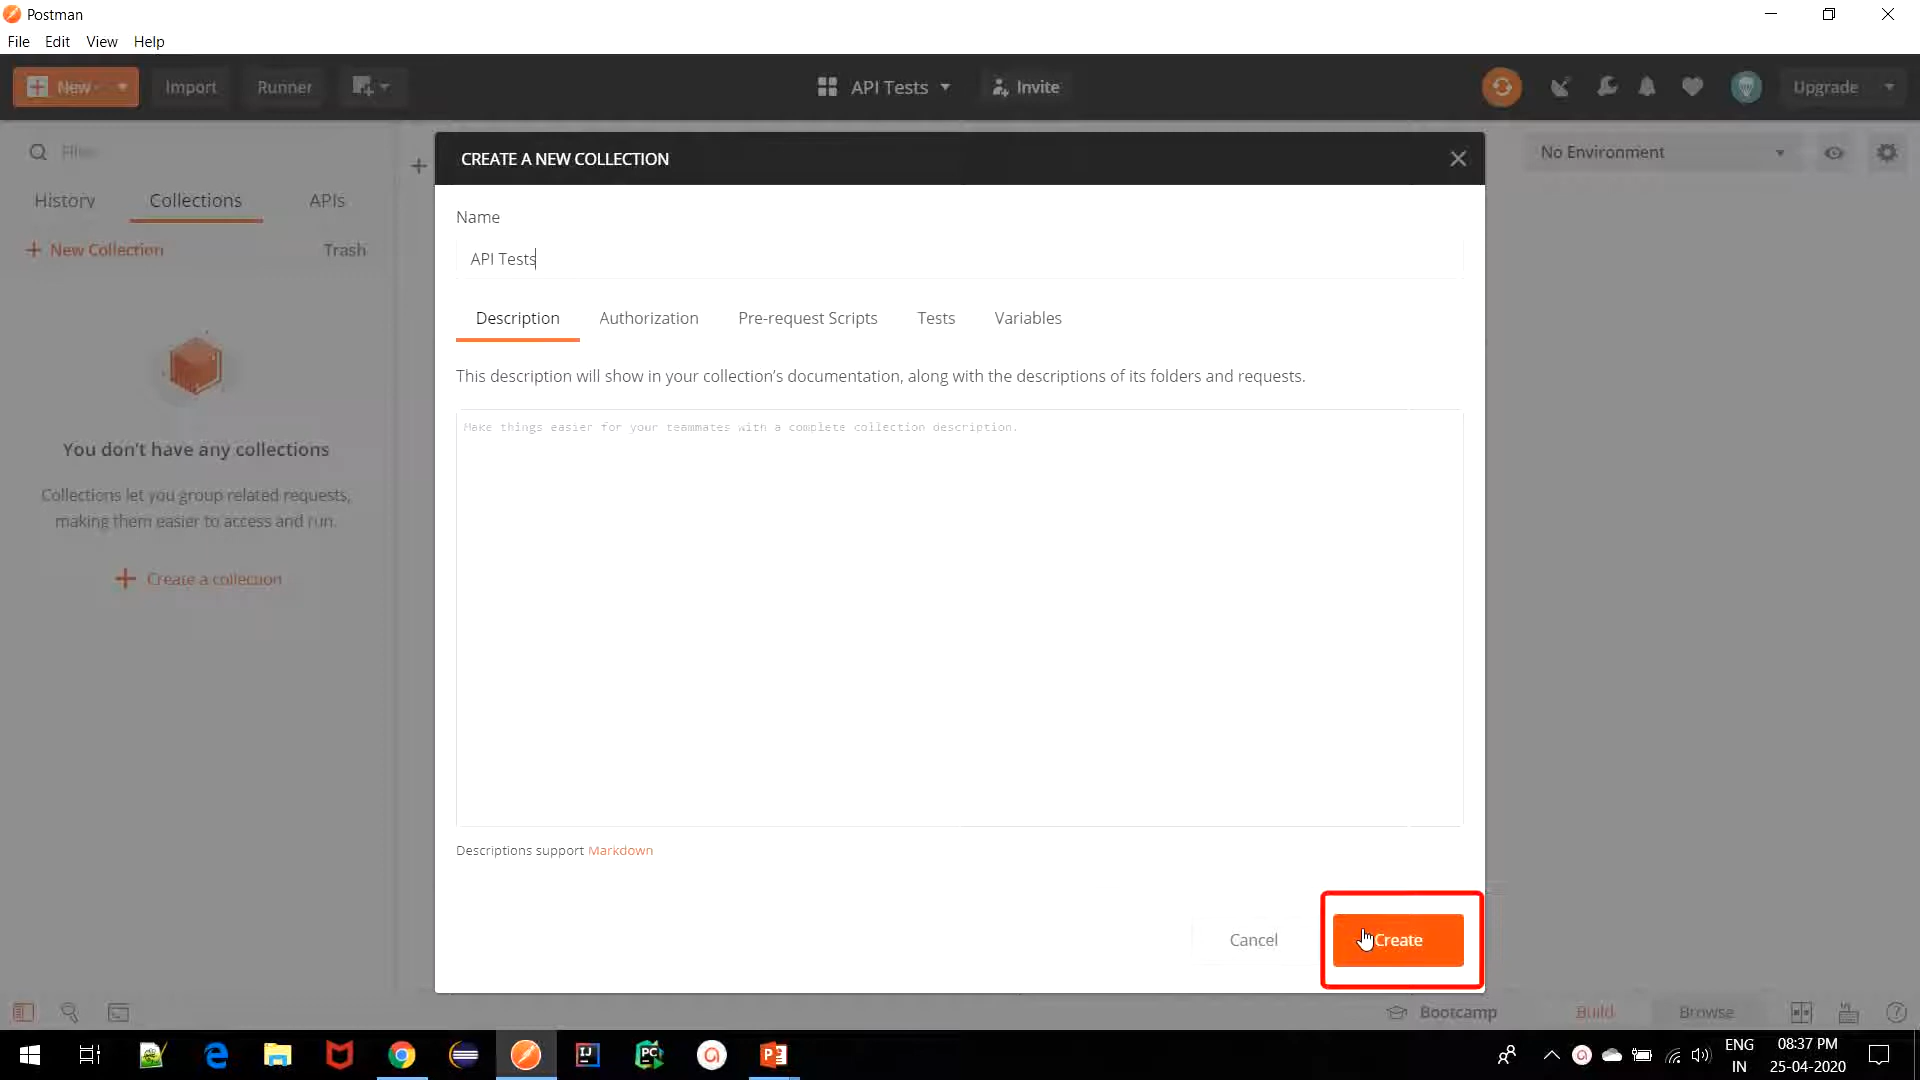 Postman
File Edit View Help
New Import Runner API Tests Invite Upgrade
Filter
No Environment
CREATE A NEW COLLECTION
History Collections APIs
New Collection Trash
Name
API Tests
Description Authorization Pre-request Scripts Tests Variables
This description will show in your collection’s documentation, along with the descriptions of its folders and requests.
Make things easier for your teammates with a complete collection description.
You don't have any collections
Collections let you group related requests,
making them easier to access and run.
Create a collection
Descriptions support Markdown
Cancel Create
Bootcamp Build Browse
ENG 08:37 PM
IN 25-04-2020